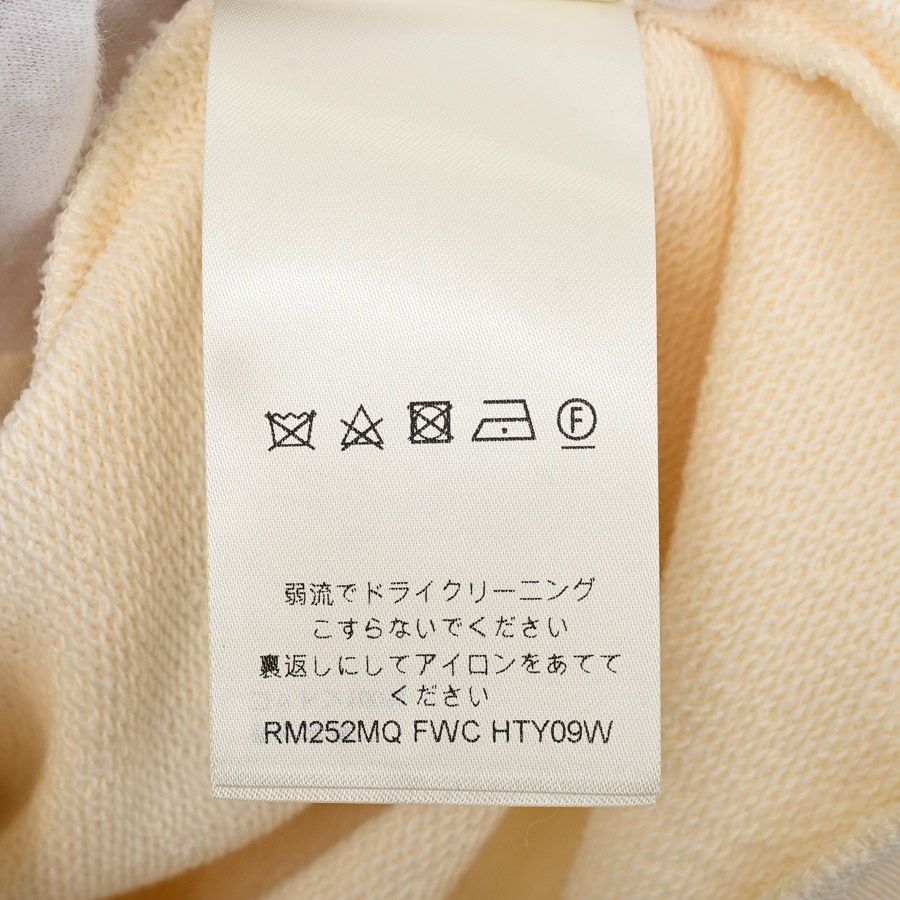 F
弱流でドライクリーニング
こすらないでください
裏返しにしてアイロンをあてて
ください
RM252MQ FWC HTY09W